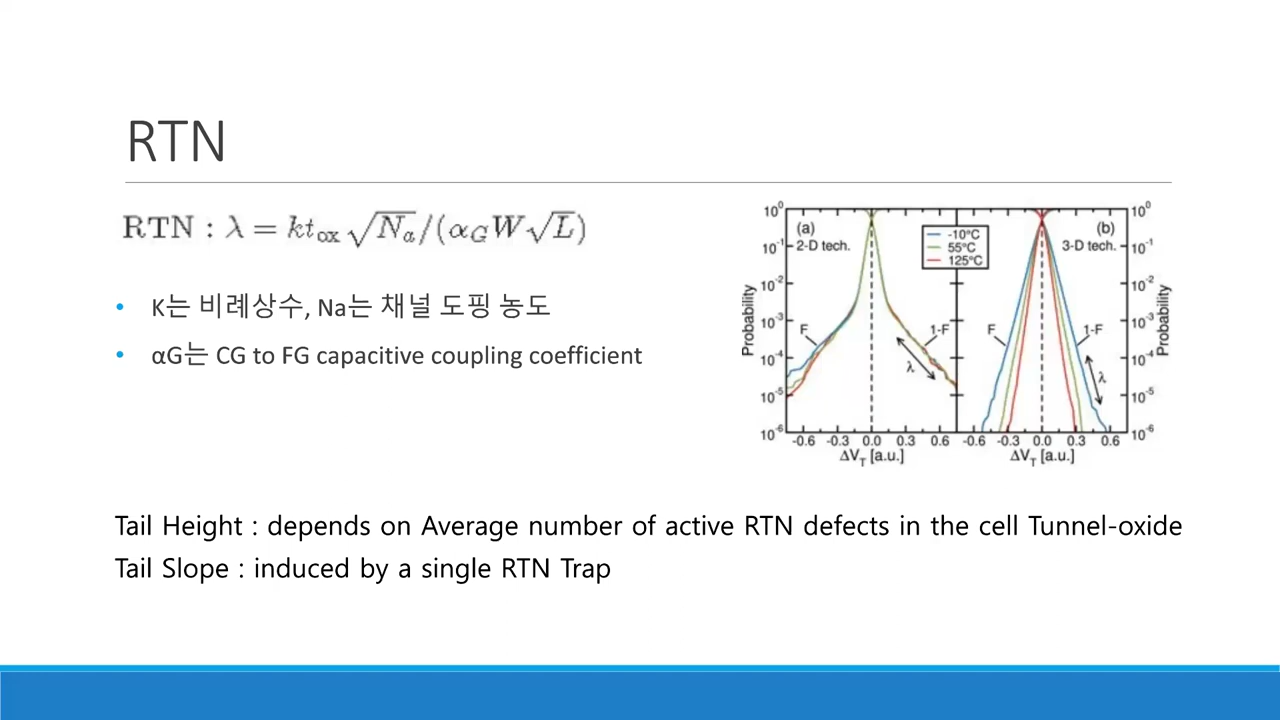 RTN
RTN : λ = kt_ox √N_a/(α_G W√L)
• K는 비례상수, Na는 채널 도핑 농도
• αG는 CG to FG capacitive coupling coefficient
10^0
10^-1
10^-2
10^-3
10^-4
10^-5
10^-6
Probability
(a)
2-D tech.
-10°C
55°C
125°C
(b)
3-D tech.
F
1-F
λ
F
1-F
λ
10^0
10^-1
10^-2
10^-3
10^-4
10^-5
10^-6
Probability
-0.6 -0.3 0.0 0.3 0.6 -0.6 -0.3 0.0 0.3 0.6
ΔV_T [a.u.] ΔV_T [a.u.]
Tail Height : depends on Average number of active RTN defects in the cell Tunnel-oxide
Tail Slope : induced by a single RTN Trap